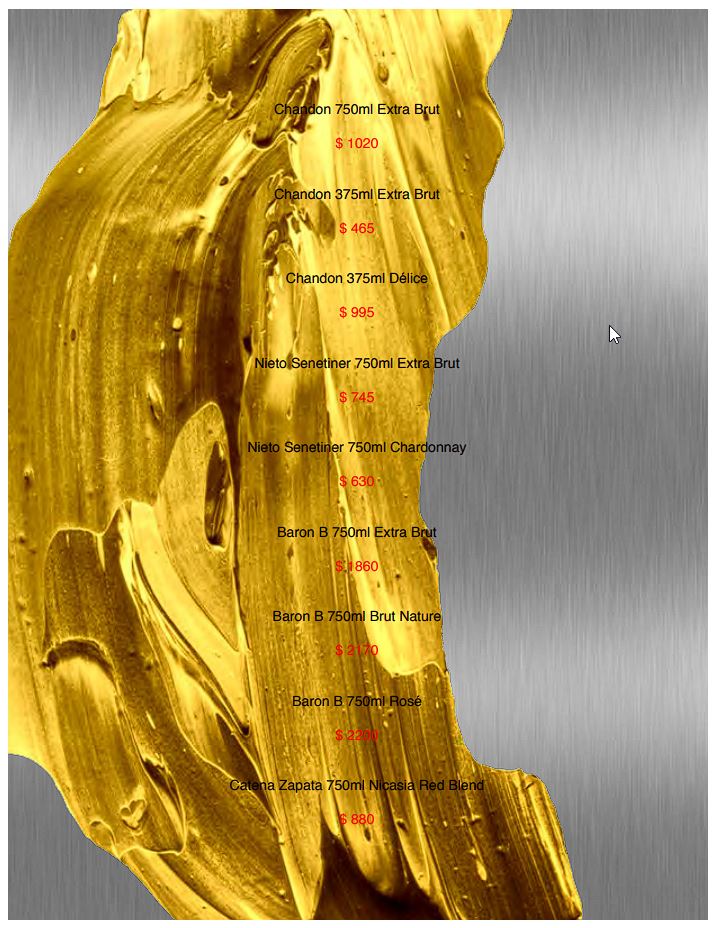 Chandon 750ml Extra Brut
$ 1020
Chandon 375ml Extra Brut
$ 465
Chandon 375ml Délice
$ 995
Nieto Senetiner 750ml Extra Brut
$ 745
Nieto Senetiner 750ml Chardonnay
$ 630
Baron B 750ml Extra Brut
$ 1860
Baron B 750ml Brut Nature
$ 2170
Baron B 750ml Rosé
$ 2200
Catena Zapata 750ml Nicasia Red Blend
$ 880